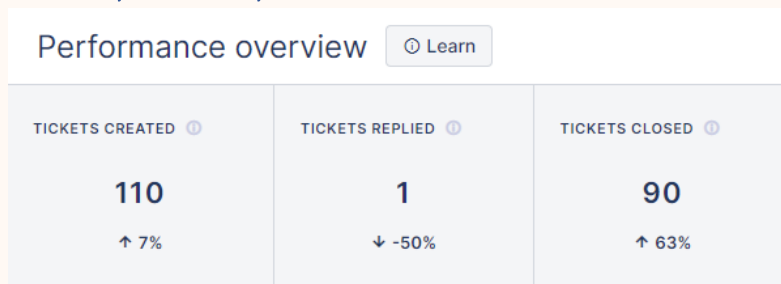 Performance overview
Learn
TICKETS CREATED
TICKETS REPLIED
TICKETS CLOSED
110
1
90
↑ 7%
↓ -50%
↑ 63%